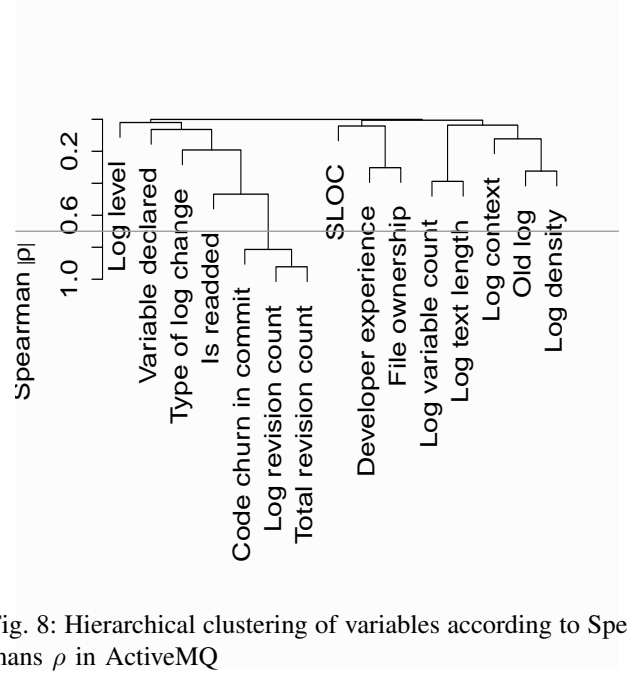 Spearman |ρ|
1.0
0.6
0.2
Log level
Variable declared
Type of log change
Is readded
Code churn in commit
Log revision count
Total revision count
SLOC
Developer experience
File ownership
Log variable count
Log text length
Log context
Old log
Log density
ig. 8: Hierarchical clustering of variables according to Spe
mans ρ in ActiveMQ